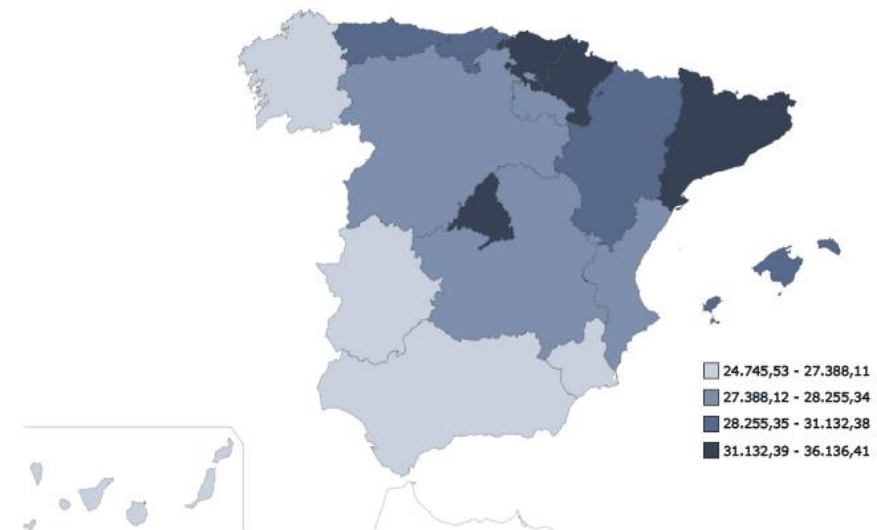 24.745,53 - 27.388,11
27.388,12 - 28.255,34
28.255,35 - 31.132,38
31.132,39 - 36.136,41